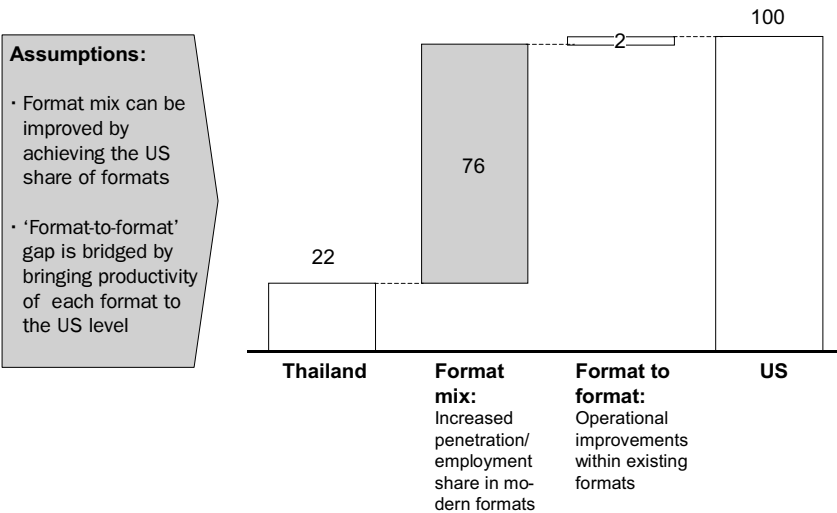 Assumptions:
· Format mix can be
improved by
achieving the US
share of formats
· ‘Format-to-format’
gap is bridged by
bringing productivity
of each format to
the US level
22
76
2
100
Thailand
Format
mix:
Increased
penetration/
employment
share in mo-
dern formats
Format to
format:
Operational
improvements
within existing
formats
US